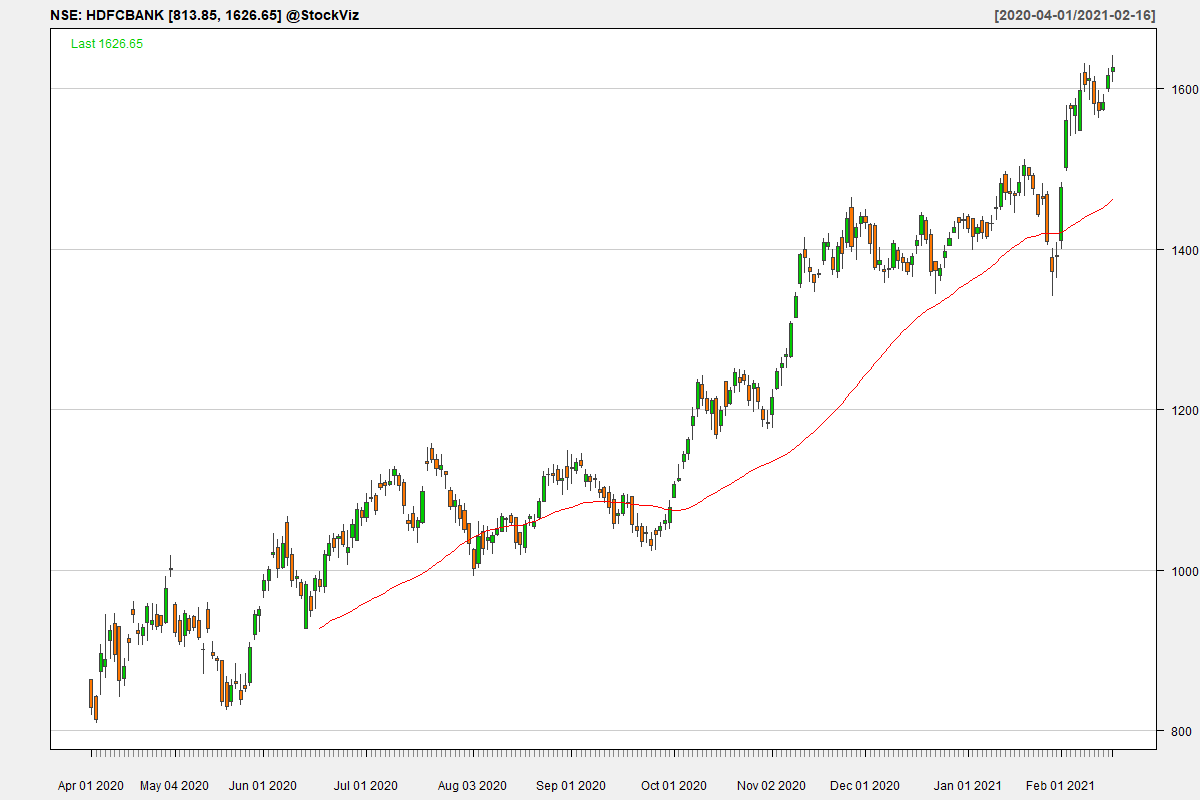 NSE: HDFCBANK [813.85, 1626.65] @StockViz [2020-04-01/2021-02-16]
Last 1626.65
1600
1400
1200
1000
800
Apr 01 2020 May 04 2020 Jun 01 2020 Jul 01 2020 Aug 03 2020 Sep 01 2020 Oct 01 2020 Nov 02 2020 Dec 01 2020 Jan 01 2021 Feb 01 2021